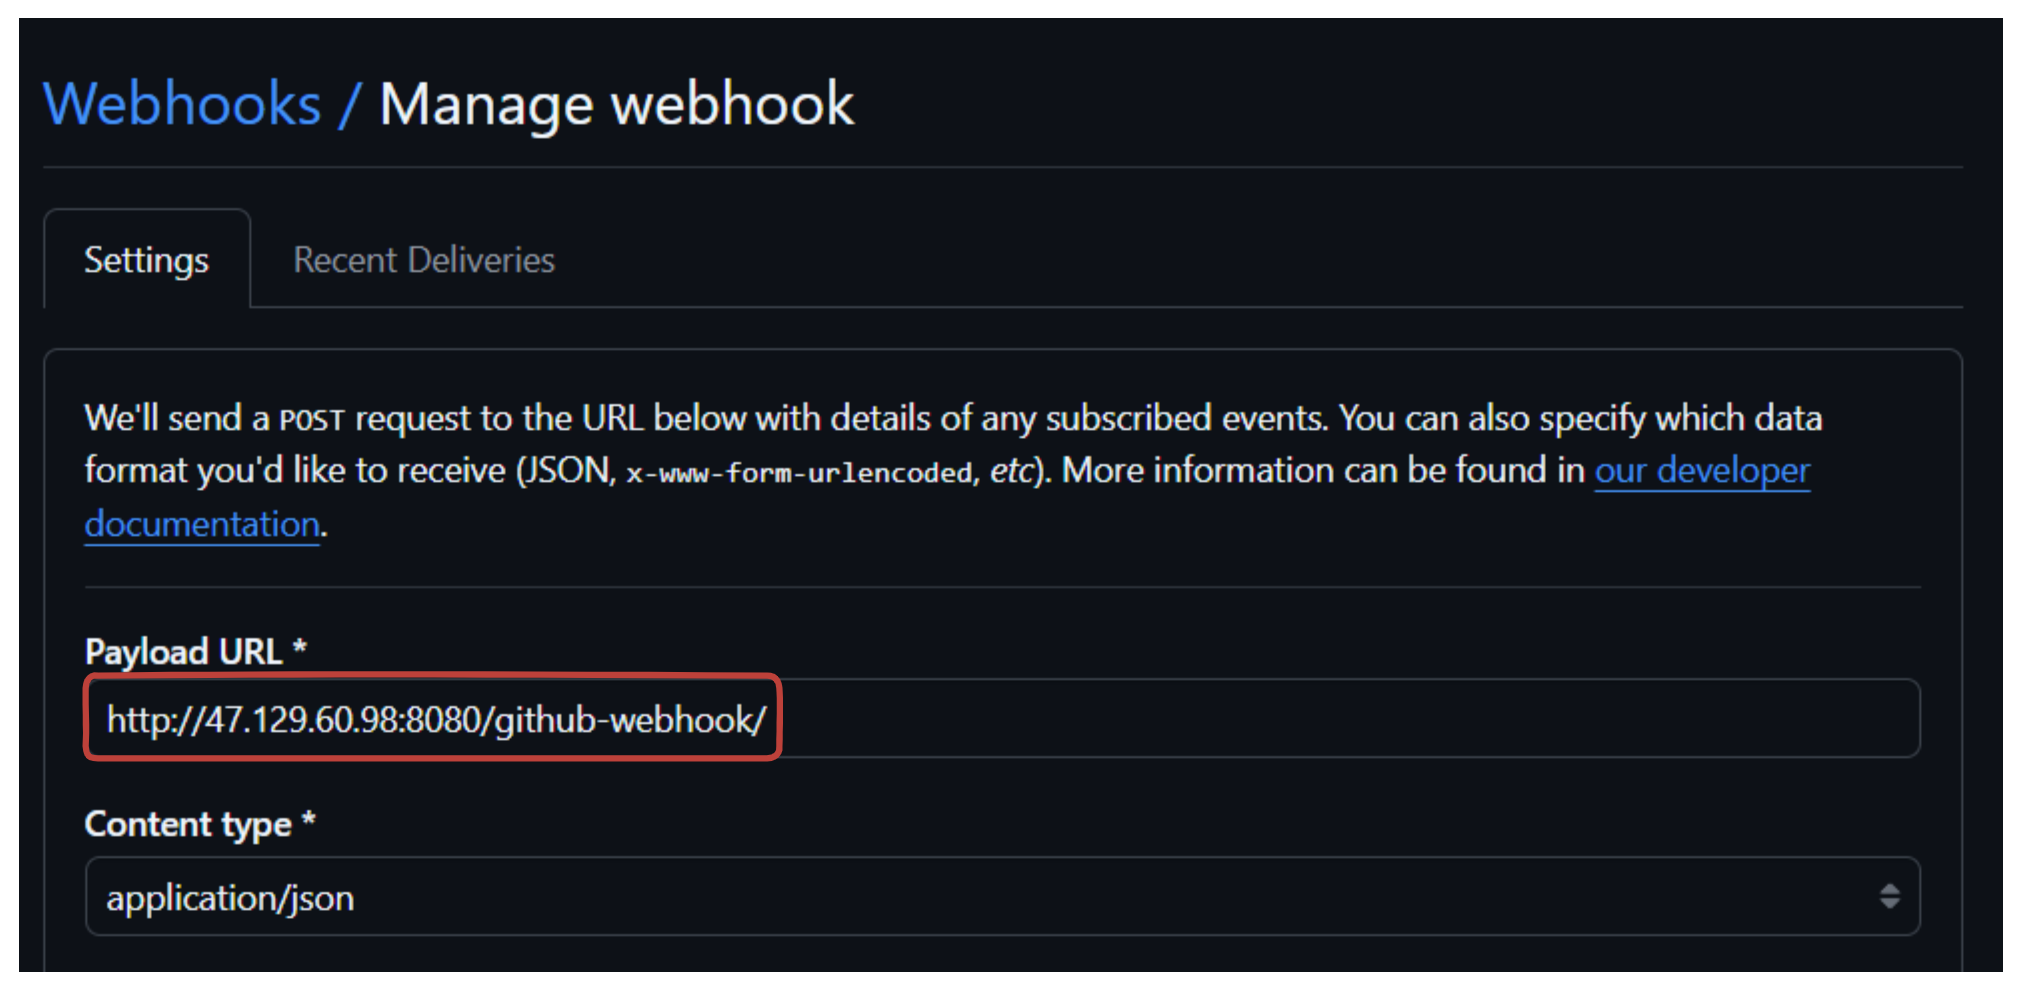 Webhooks / Manage webhook
Settings
Recent Deliveries
We'll send a POST request to the URL below with details of any subscribed events. You can also specify which data
format you'd like to receive (JSON, x-www-form-urlencoded, etc). More information can be found in our developer
documentation.
Payload URL *
http://47.129.60.98:8080/github-webhook/
Content type *
application/json